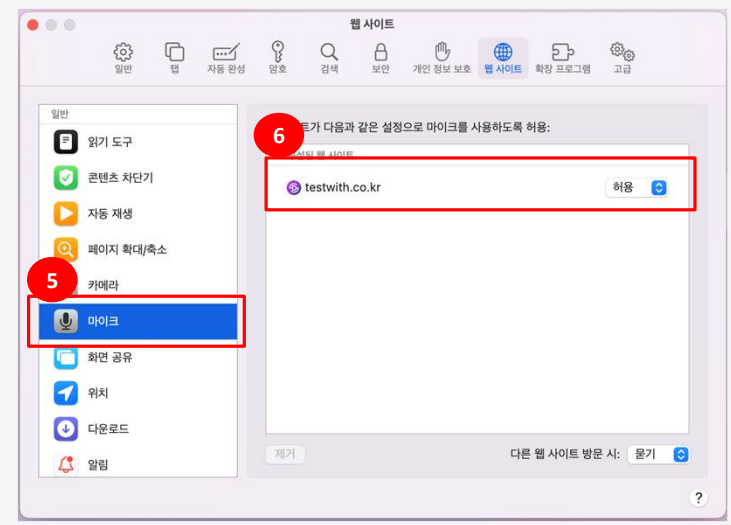 웹 사이트
일반
탭
자동 완성
암호
검색
보안
개인 정보 보호
웹 사이트
확장 프로그램
고급
일반
읽기 도구
콘텐츠 차단기
자동 재생
페이지 확대/축소
5
카메라
마이크
화면 공유
위치
다운로드
알림
6
트가 다음과 같은 설정으로 마이크를 사용하도록 허용:
웹 사이트
testwith.co.kr
허용
제거
다른 웹 사이트 방문 시:
묻기
?